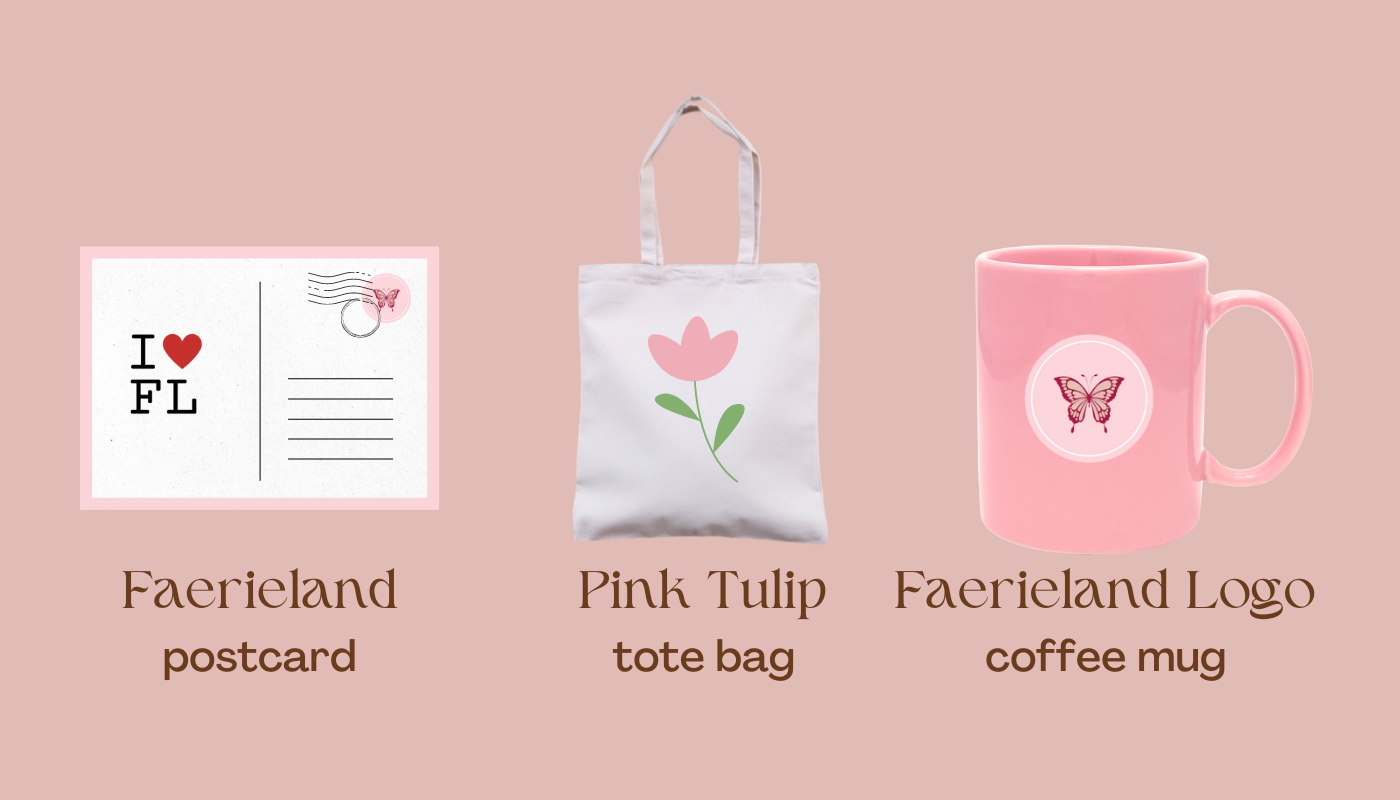 I ❤
FL
Faerieland
postcard
Pink Tulip
tote bag
Faerieland Logo
coffee mug